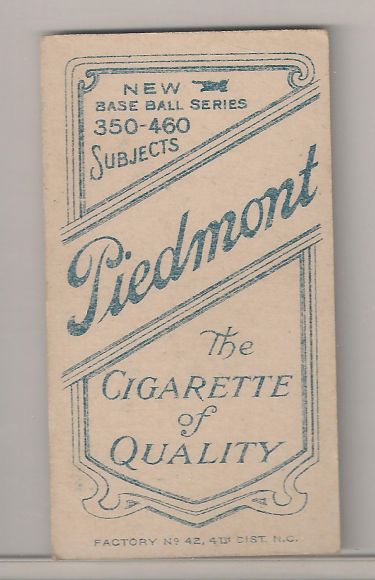 NEW
BASE BALL SERIES
350-460
SUBJECTS
Piedmont
The
CIGARETTE
of
QUALITY
FACTORY Nº 42, 4TH DIST. N.C.